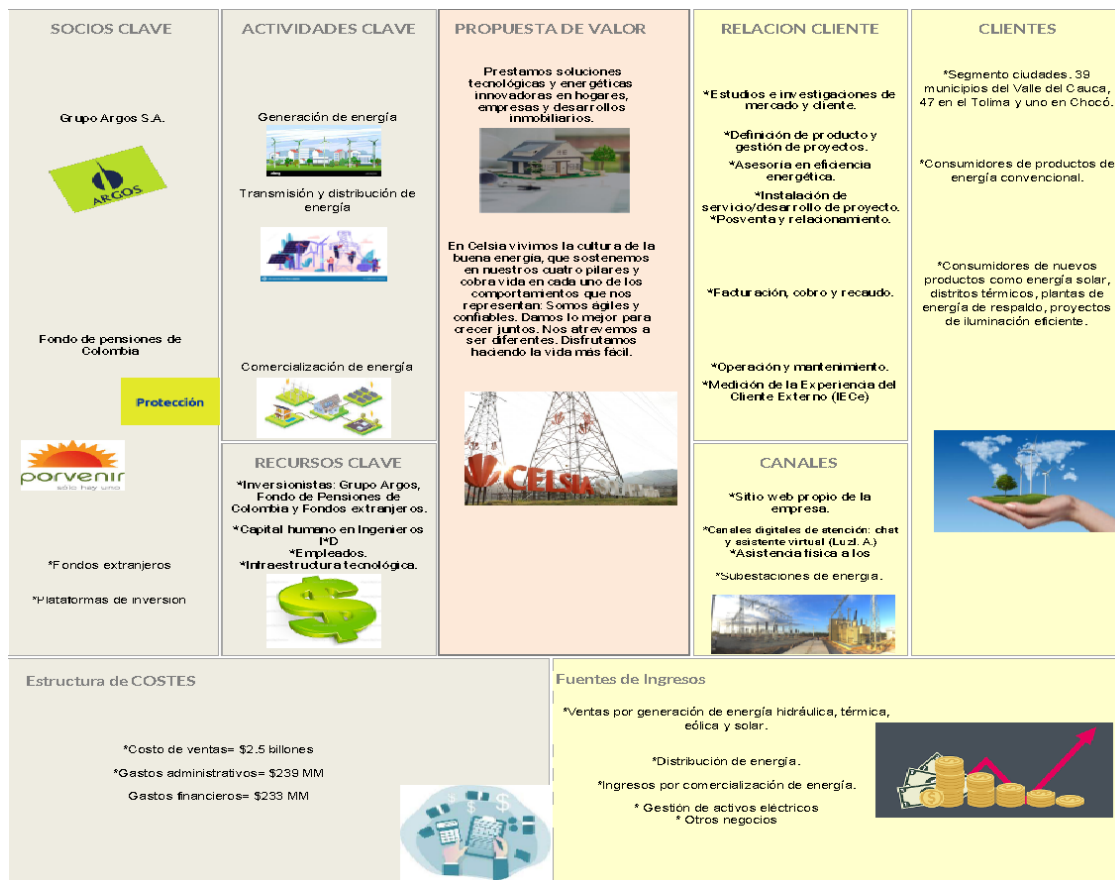 SOCIOS CLAVE
Grupo Argos S.A.
ARGOS
Fondo de pensiones de
Colombia
Protección
porvenir
*Fondos extranjeros
*Plataformas de inversión
ACTIVIDADES CLAVE
Generación de energía
Transmisión y distribución de
energía
Comercialización de energía
RECURSOS CLAVE
*Inversionistas: Grupo Argos,
Fondo de Pensiones de
Colombia y Fondos extranjeros.
*Capital humano en Ingenieros
I*D
*Empleados.
*Infraestructura tecnológica.
PROPUESTA DE VALOR
Prestamos soluciones
tecnológicas y energéticas
innovadoras en hogares,
empresas y desarrollos
inmobiliarios.
En Celsia vivimos la cultura de la
buena energía, que sostenemos
en nuestros cuatro pilares y
cobra vida en cada uno de los
comportamientos que nos
representan: Somos ágiles y
confiables. Damos lo mejor para
crecer juntos. Nos atrevemos a
ser diferentes. Disfrutamos
haciendo la vida más fácil.
CELSIA
RELACION CLIENTE
*Estudios e investigaciones de
mercado y cliente.
*Definición de producto y
gestión de proyectos.
*Asesoría en eficiencia
energética.
*Instalación de
servicio/desarrollo de proyecto.
*Posventa y relacionamiento.
*Facturación, cobro y recaudo.
*Operación y mantenimiento.
*Medición de la Experiencia del
Cliente Externo (IECe)
CANALES
*Sitio web propio de la
empresa.
*Canales digitales de atención: chat
y asistente virtual (Luzl. A.)
*Asistencia física a los
*Subestaciones de energía.
CLIENTES
*Segmento ciudades. 39
municipios del Valle del Cauca,
47 en el Tolima y uno en Chocó.
*Consumidores de productos de
energía convencional.
*Consumidores de nuevos
productos como energía solar,
distritos térmicos, plantas de
energía de respaldo, proyectos
de iluminación eficiente.
Estructura de COSTES
*Costo de ventas= $2.5 billones
*Gastos administrativos= $239 MM
Gastos financieros= $233 MM
Fuentes de Ingresos
*Ventas por generación de energía hidráulica, térmica,
eólica y solar.
*Distribución de energía.
*Ingresos por comercialización de energía.
* Gestión de activos eléctricos
* Otros negocios